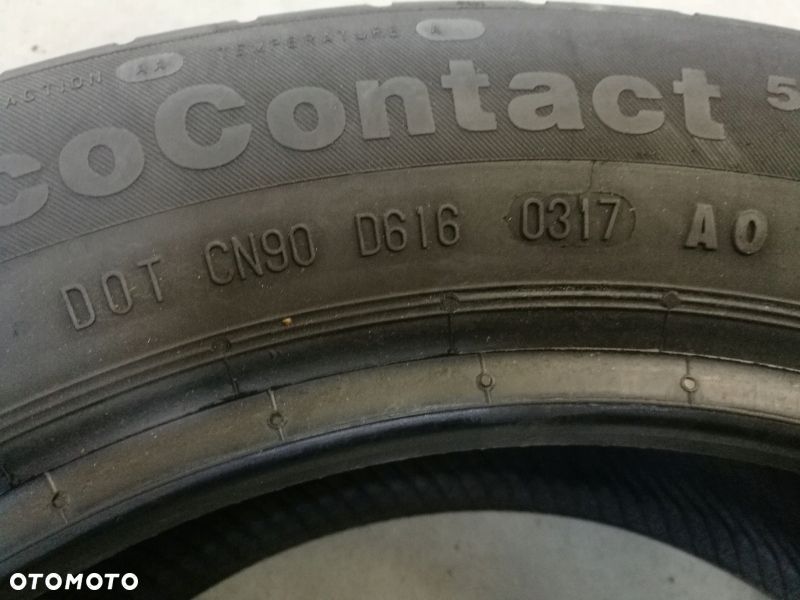 ACTION AA TEMPERATURE A
coContact 5
DOT CN90 D616 0317 AO
OTOMOTO